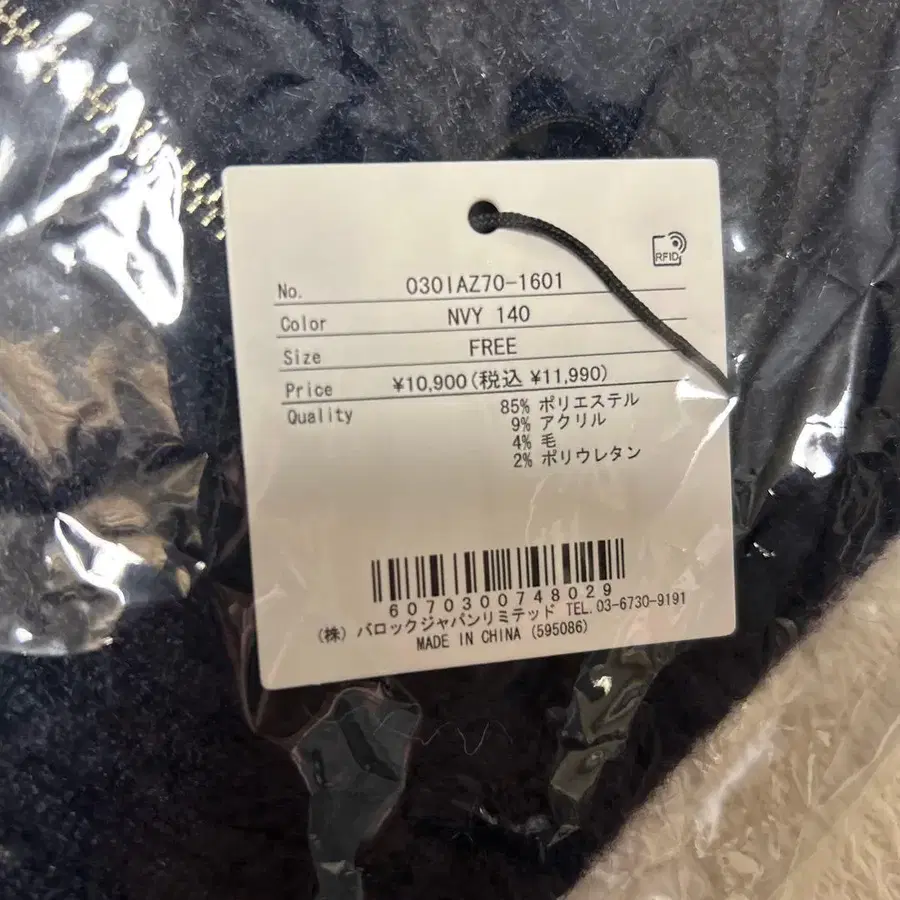 RFID
No. 030IAZ70-1601
Color NVY 140
Size FREE
Price ¥10,900(税込 ¥11,990)
Quality 85% ポリエステル
9% アクリル
4% 毛
2% ポリウレタン
6070300748029
(株) バロックジャパンリミテッド TEL.03-6730-9191
MADE IN CHINA (595086)